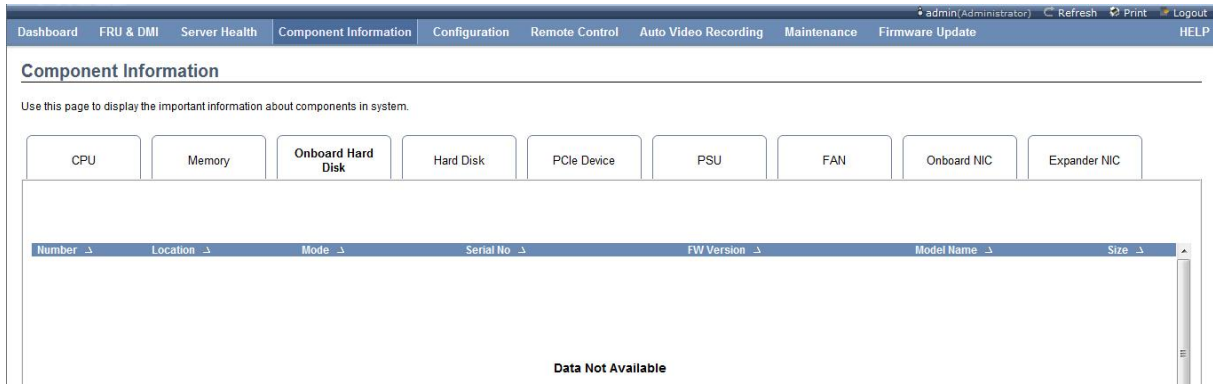 admin(Administrator) Refresh Print Logout
Dashboard FRU & DMI Server Health Component Information Configuration Remote Control Auto Video Recording Maintenance Firmware Update HELP
Component Information
Use this page to display the important information about components in system.
CPU Memory Onboard Hard Disk Hard Disk PCIe Device PSU FAN Onboard NIC Expander NIC
Number Location Mode Serial No FW Version Model Name Size
Data Not Available